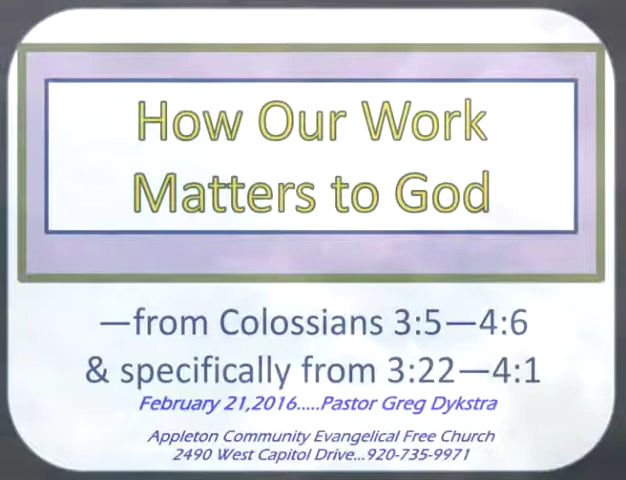 How Our Work
Matters to God
—from Colossians 3:5—4:6
& specifically from 3:22—4:1
February 21,2016.....Pastor Greg Dykstra
Appleton Community Evangelical Free Church
2490 West Capitol Drive...920-735-9971